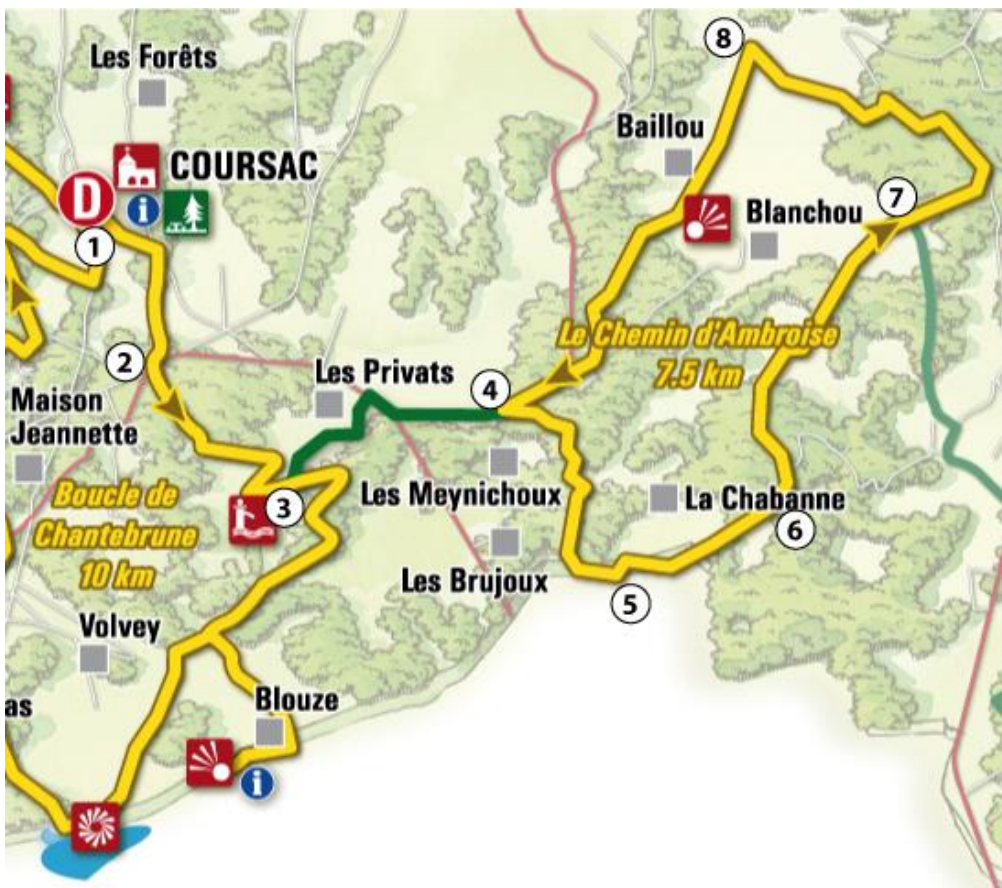 8
Les Forêts
Baillou
COURSAC
D
i
7
Blanchou
1
Le Chemin d'Ambroise
7.5 km
2
Les Privats
4
Maison
Jeannette
Les Meynichoux
La Chabanne
Boucle de
Chantebrune
10 km
3
6
Les Brujoux
5
Volvey
Blouze
as
i